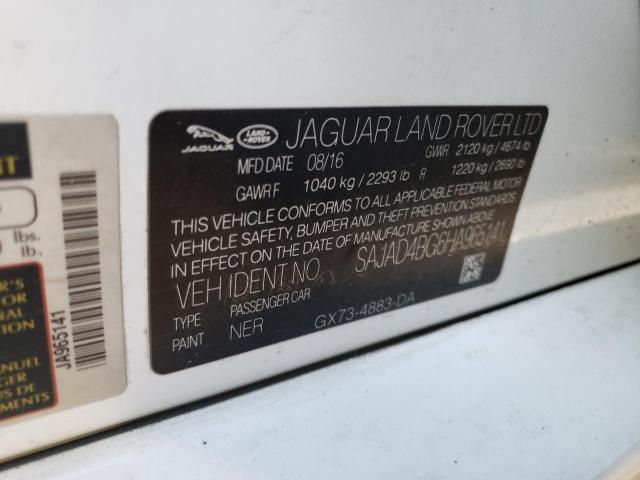 JAGUAR LAND ROVER JAGUAR LAND ROVER LTD
MFD DATE 08/16 GWR 2120 kg / 4674 lb
GAWR F 1040 kg / 2293 lb R 1220 kg / 2690 lb
THIS VEHICLE CONFORMS TO ALL APPLICABLE FEDERAL MOTOR
VEHICLE SAFETY, BUMPER AND THEFT PREVENTION STANDARDS
IN EFFECT ON THE DATE OF MANUFACTURE SHOWN ABOVE
VEH IDENT NO SAJAD4BG6HA965141
TYPE PASSENGER CAR
PAINT NER GX73-4883-DA
lbs.
lb.
JA965141
ANUEL